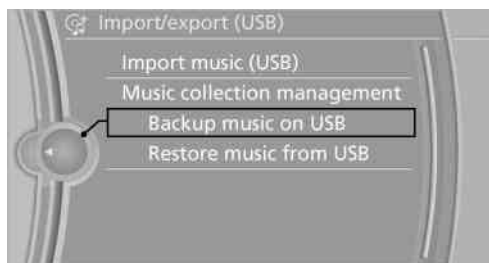 Import/export (USB)
Import music (USB)
Music collection management
Backup music on USB
Restore music from USB